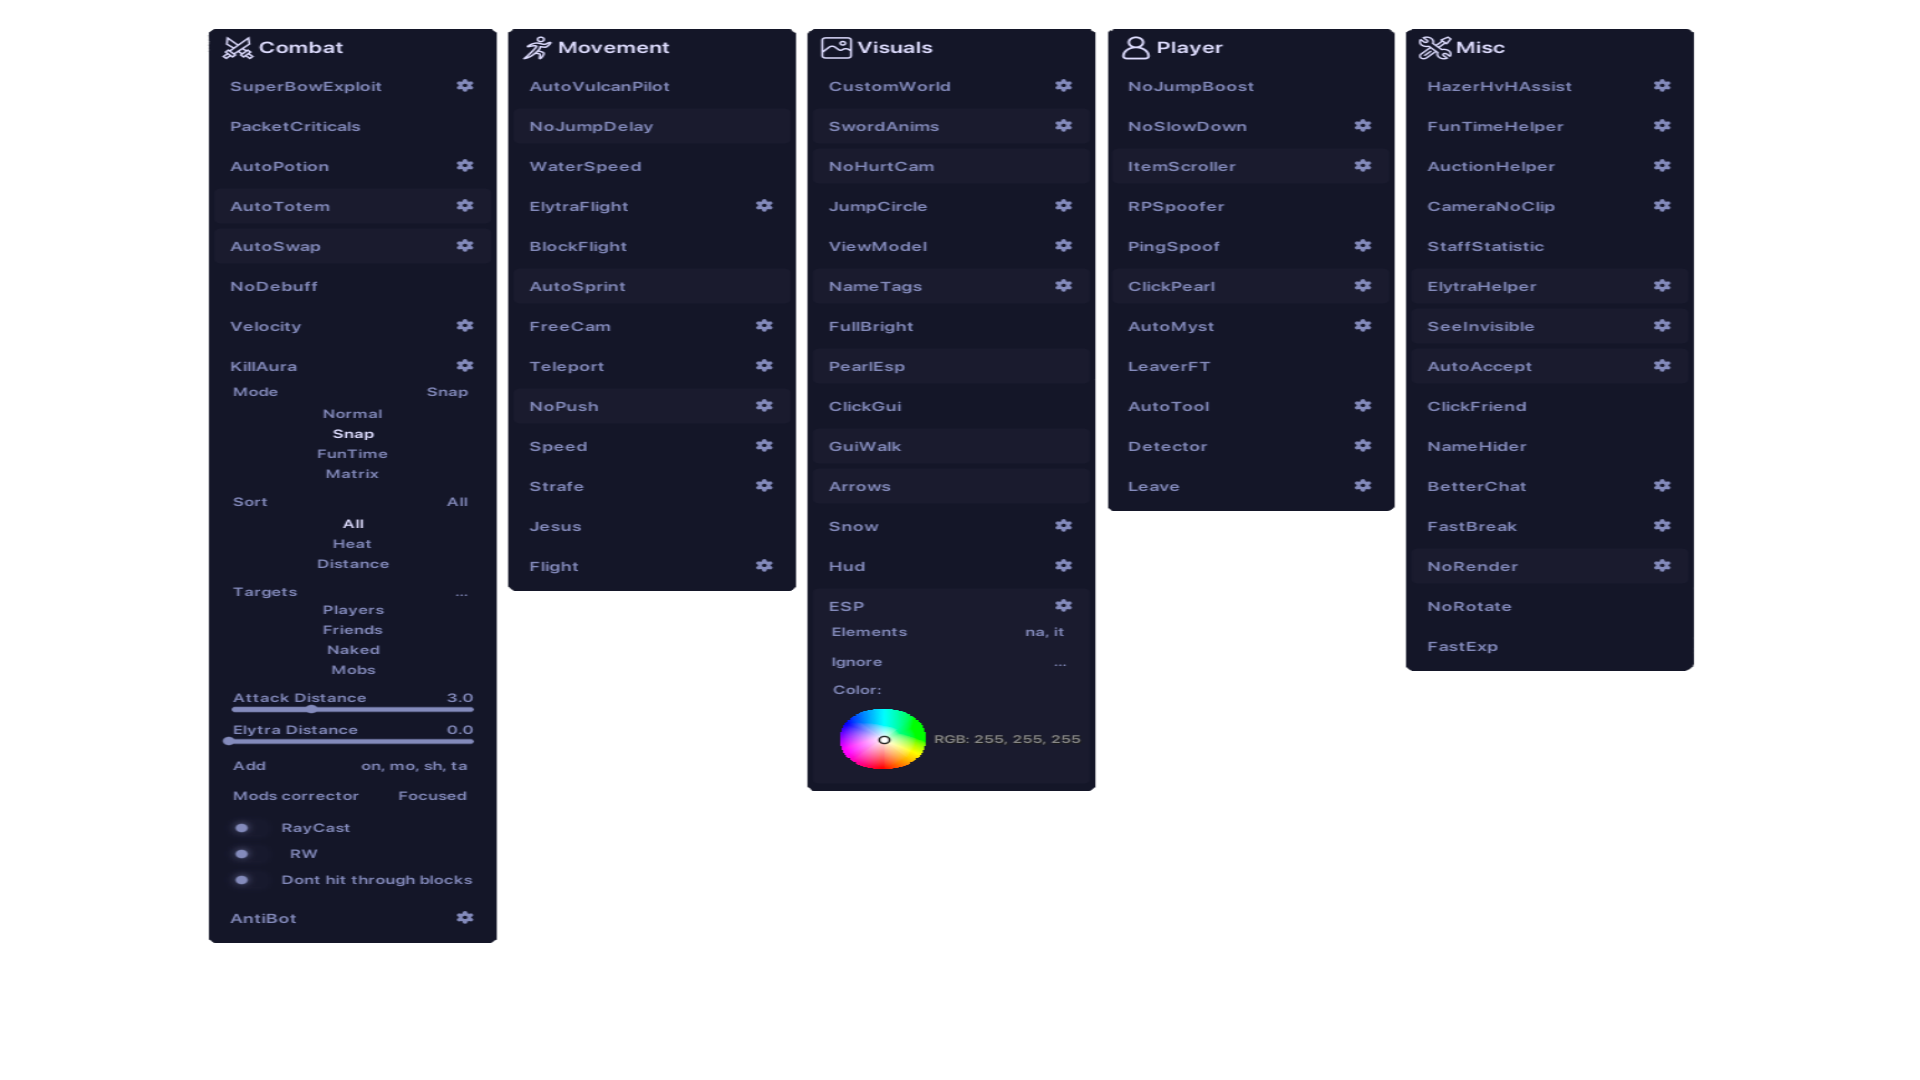 Combat
SuperBowExploit
PacketCriticals
AutoPotion
AutoTotem
AutoSwap
NoDebuff
Velocity
KillAura
Mode Snap
Normal
Snap
FunTime
Matrix
Sort All
All
Heat
Distance
Targets ...
Players
Friends
Naked
Mobs
Attack Distance 3.0
Elytra Distance 0.0
Add on, mo, sh, ta
Mods corrector Focused
RayCast
RW
Dont hit through blocks
AntiBot
Movement
AutoVulcanPilot
NoJumpDelay
WaterSpeed
ElytraFlight
BlockFlight
AutoSprint
FreeCam
Teleport
NoPush
Speed
Strafe
Jesus
Flight
Visuals
CustomWorld
SwordAnims
NoHurtCam
JumpCircle
ViewModel
NameTags
FullBright
PearlEsp
ClickGui
GuiWalk
Arrows
Snow
Hud
ESP
Elements na, it
Ignore ...
Color:
RGB: 255, 255, 255
Player
NoJumpBoost
NoSlowDown
ItemScroller
RPSpoofer
PingSpoof
ClickPearl
AutoMyst
LeaverFT
AutoTool
Detector
Leave
Misc
HazerHvHAssist
FunTimeHelper
AuctionHelper
CameraNoClip
StaffStatistic
ElytraHelper
SeeInvisible
AutoAccept
ClickFriend
NameHider
BetterChat
FastBreak
NoRender
NoRotate
FastExp